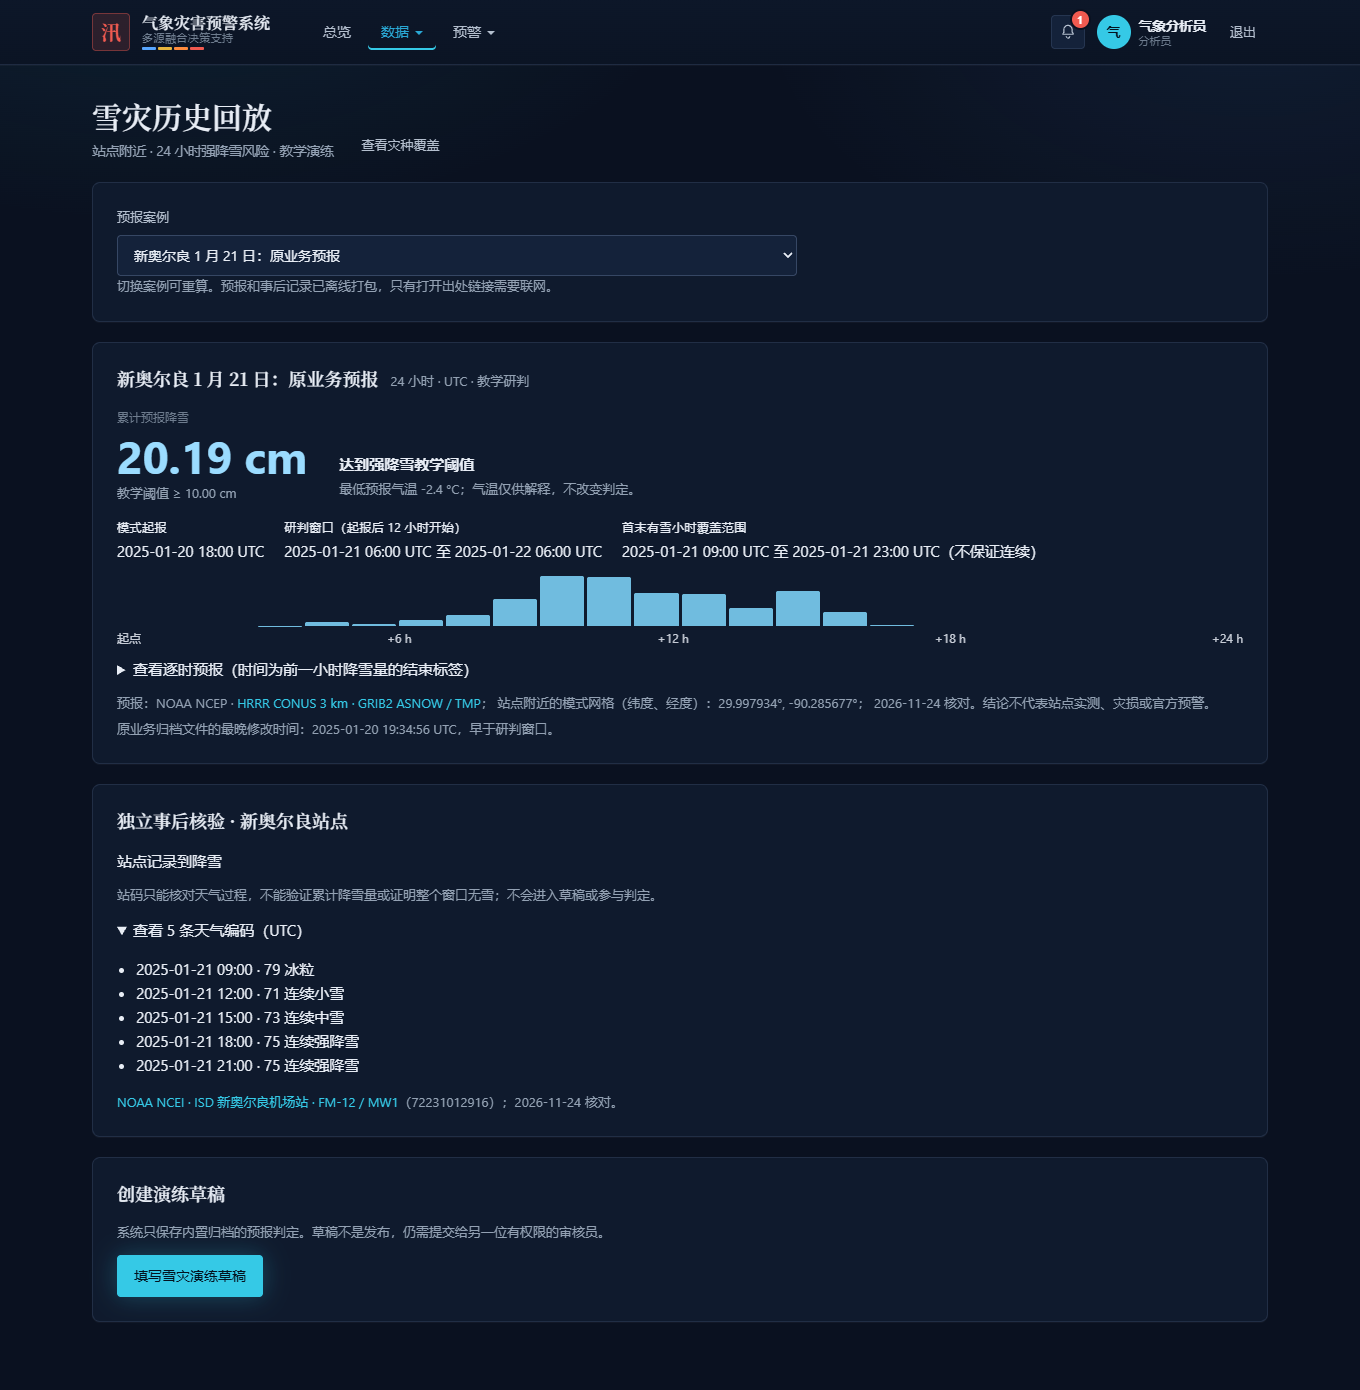 汛
气象灾害预警系统
多源融合决策支持
总览
数据
预警
1
气
气象分析员
分析员
退出
雪灾历史回放
站点附近 · 24 小时强降雪风险 · 教学演练
查看灾种覆盖
预报案例
新奥尔良 1 月 21 日：原业务预报
切换案例可重算。预报和事后记录已离线打包，只有打开出处链接需要联网。
新奥尔良 1 月 21 日：原业务预报 24 小时 · UTC · 教学研判
累计预报降雪
20.19 cm
教学阈值 ≥ 10.00 cm
达到强降雪教学阈值
最低预报气温 -2.4 °C；气温仅供解释，不改变判定。
模式起报
2025-01-20 18:00 UTC
研判窗口（起报后 12 小时开始）
2025-01-21 06:00 UTC 至 2025-01-22 06:00 UTC
首末有雪小时覆盖范围
2025-01-21 09:00 UTC 至 2025-01-21 23:00 UTC（不保证连续）
起点 +6 h +12 h +18 h +24 h
查看逐时预报（时间为前一小时降雪量的结束标签）
预报：NOAA NCEP · HRRR CONUS 3 km · GRIB2 ASNOW / TMP； 站点附近的模式网格（纬度、经度）：29.997934°, -90.285677°； 2026-11-24 核对。结论不代表站点实测、灾损或官方预警。
原业务归档文件的最晚修改时间：2025-01-20 19:34:56 UTC，早于研判窗口。
独立事后核验 · 新奥尔良站点
站点记录到降雪
站码只能核对天气过程，不能验证累计降雪量或证明整个窗口无雪；不会进入草稿或参与判定。
查看 5 条天气编码（UTC）
2025-01-21 09:00 · 79 冰粒
2025-01-21 12:00 · 71 连续小雪
2025-01-21 15:00 · 73 连续中雪
2025-01-21 18:00 · 75 连续强降雪
2025-01-21 21:00 · 75 连续强降雪
NOAA NCEI · ISD 新奥尔良机场站 · FM-12 / MW1（72231012916）；2026-11-24 核对。
创建演练草稿
系统只保存内置归档的预报判定。草稿不是发布，仍需提交给另一位有权限的审核员。
填写雪灾演练草稿